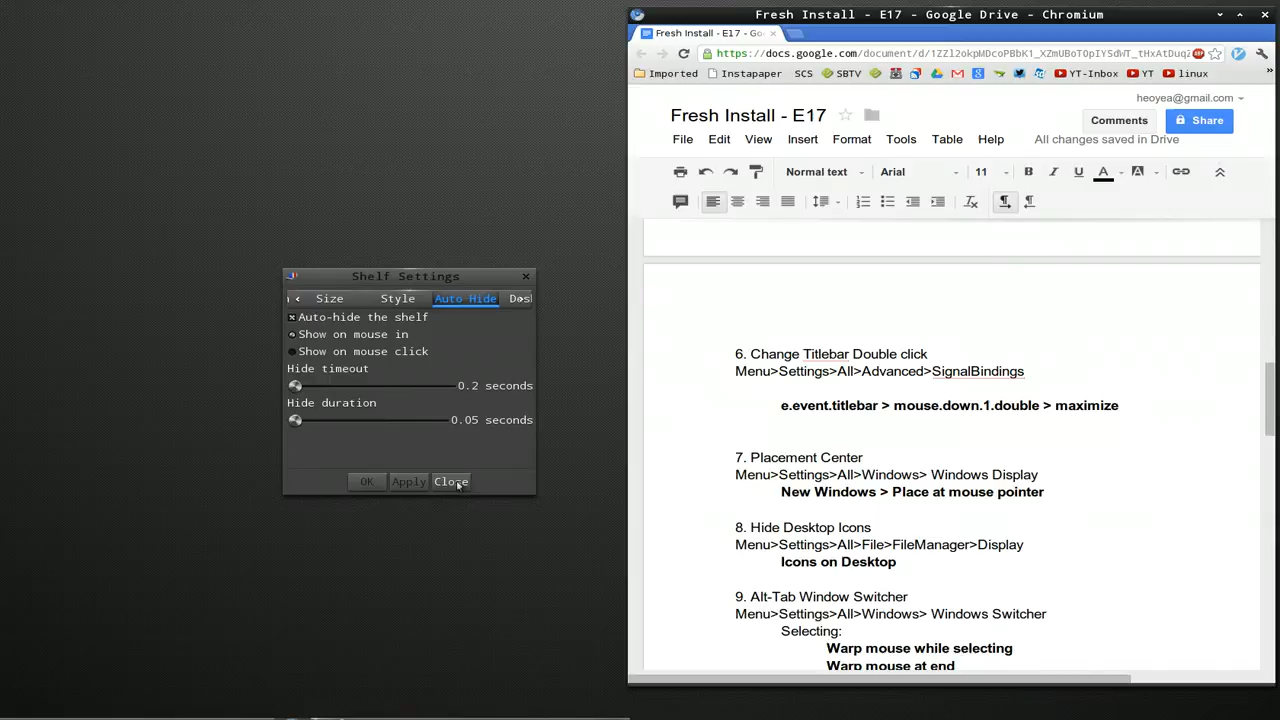 Fresh Install - E17 - Google Drive - Chromium
Fresh Install - E17 - Go
Imported Instapaper SCS SBTV YT-Inbox YT linux
heoyea@gmail.com
Fresh Install - E17
Comments
Share
File Edit View Insert Format Tools Table Help
All changes saved in Drive
Normal text Arial 11 B I U A A
Shelf Settings
Size Style Auto Hide Des
Auto-hide the shelf
Show on mouse in
Show on mouse click
Hide timeout
0.2 seconds
Hide duration
0.05 seconds
OK Apply Close
6. Change Titlebar Double click
Menu>Settings>All>Advanced>SignalBindings
e.event.titlebar > mouse.down.1.double > maximize
7. Placement Center
Menu>Settings>All>Windows> Windows Display
New Windows > Place at mouse pointer
8. Hide Desktop Icons
Menu>Settings>All>File>FileManager>Display
Icons on Desktop
9. Alt-Tab Window Switcher
Menu>Settings>All>Windows> Windows Switcher
Selecting:
Warp mouse while selecting
Warp mouse at end